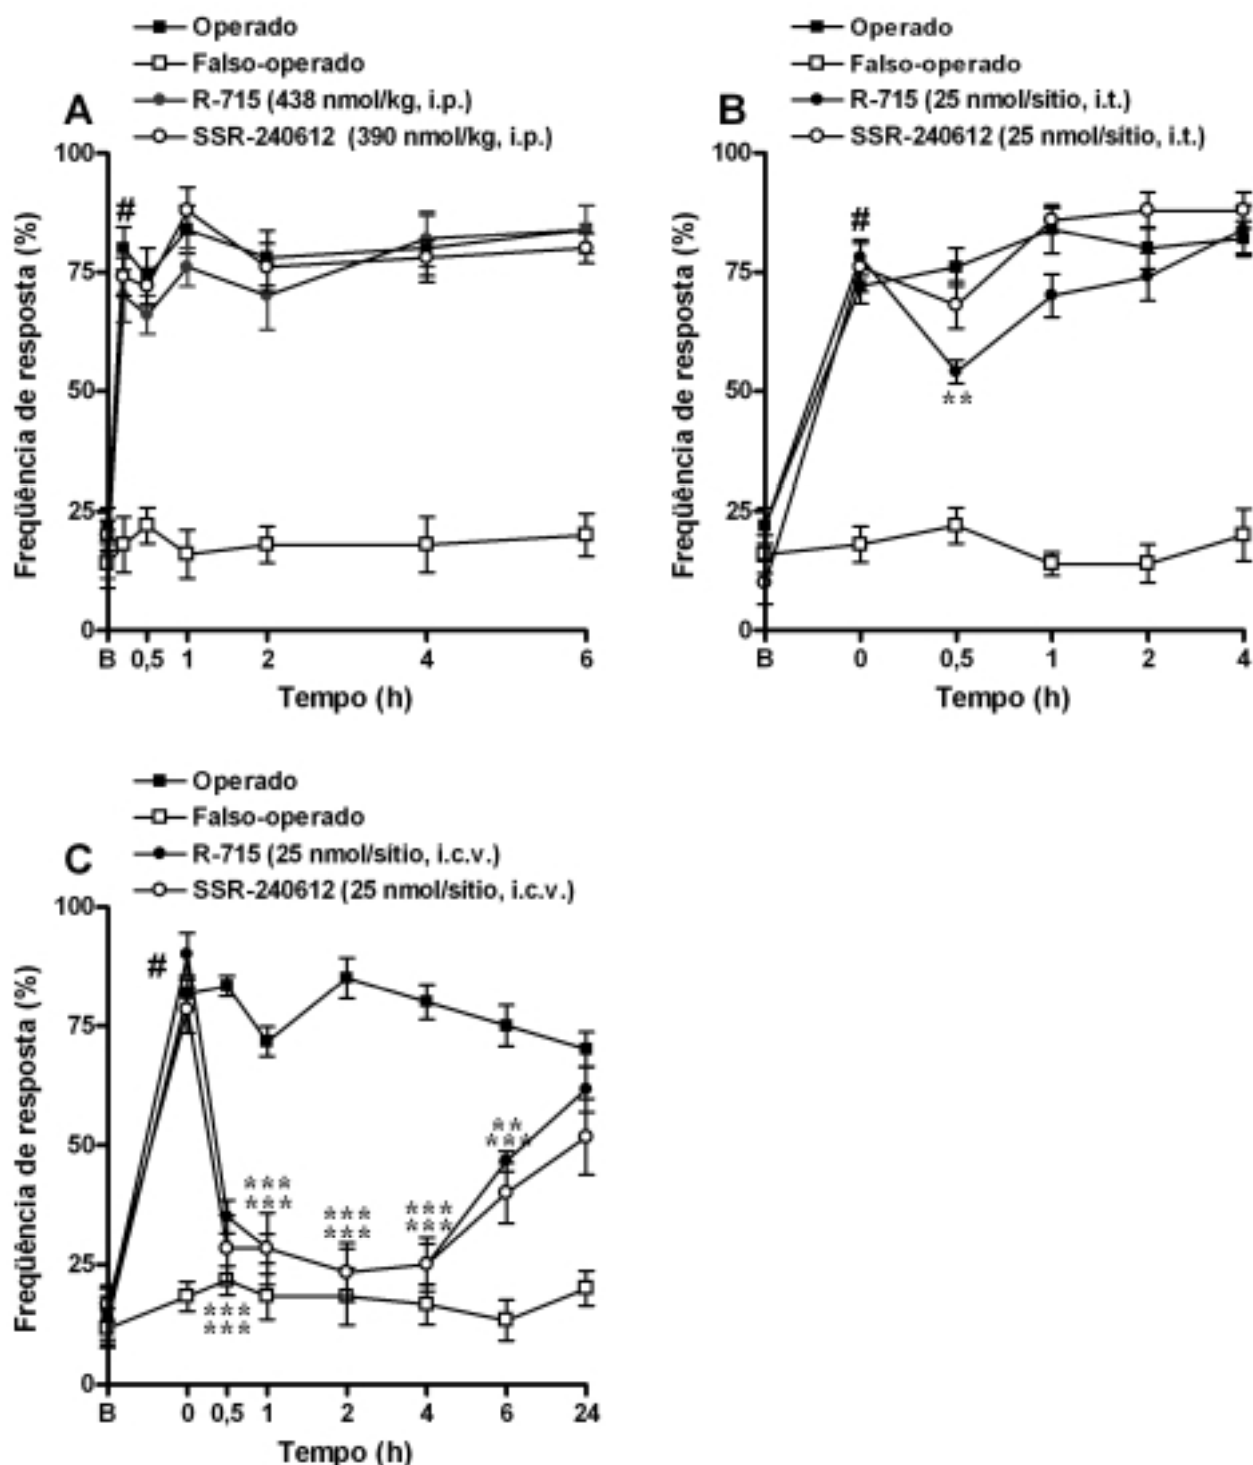 Operado
Falso-operado
R-715 (438 nmol/kg, i.p.)
SSR-240612 (390 nmol/kg, i.p.)
A
100
75
50
25
0
Freqüência de resposta (%)
#
B 0,5 1 2 4 6
Tempo (h)
Operado
Falso-operado
R-715 (25 nmol/sítio, i.t.)
SSR-240612 (25 nmol/sítio, i.t.)
B
100
75
50
25
0
Freqüência de resposta (%)
#
**
B 0 0,5 1 2 4
Tempo (h)
Operado
Falso-operado
R-715 (25 nmol/sítio, i.c.v.)
SSR-240612 (25 nmol/sítio, i.c.v.)
C
100
75
50
25
0
Freqüência de resposta (%)
#
***
***
***
***
***
***
***
***
**
***
B 0 0,5 1 2 4 6 24
Tempo (h)